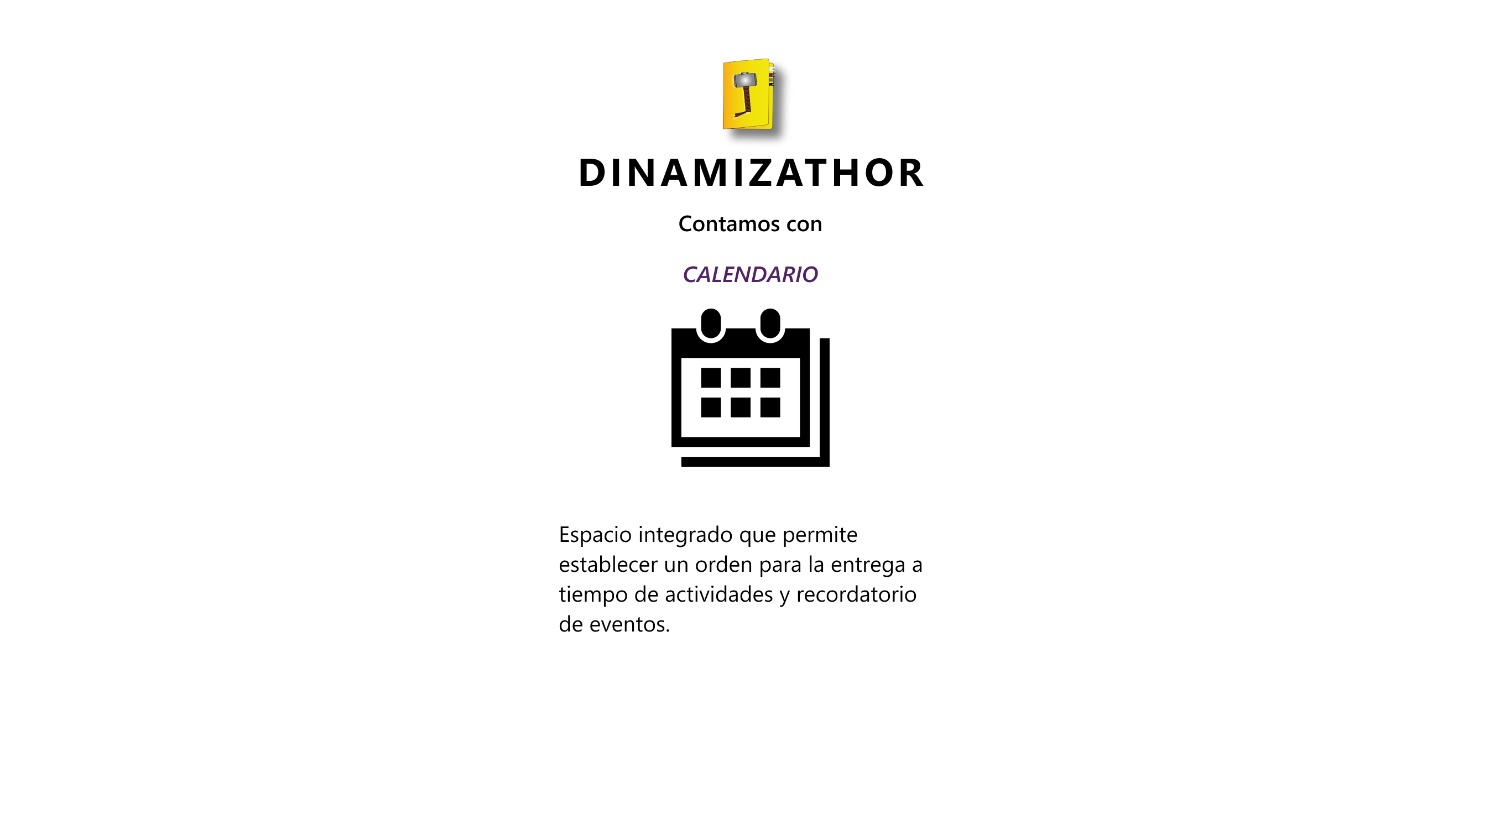 DINAMIZATHOR
Contamos con
CALENDARIO
Espacio integrado que permite
establecer un orden para la entrega a
tiempo de actividades y recordatorio
de eventos.